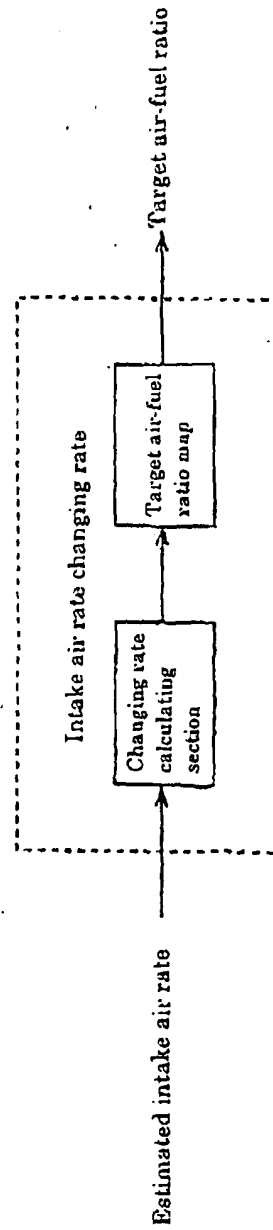 Estimated intake air rate
Intake air rate changing rate
Changing rate
calculating
section
Target air-fuel
ratio map
Target air-fuel ratio